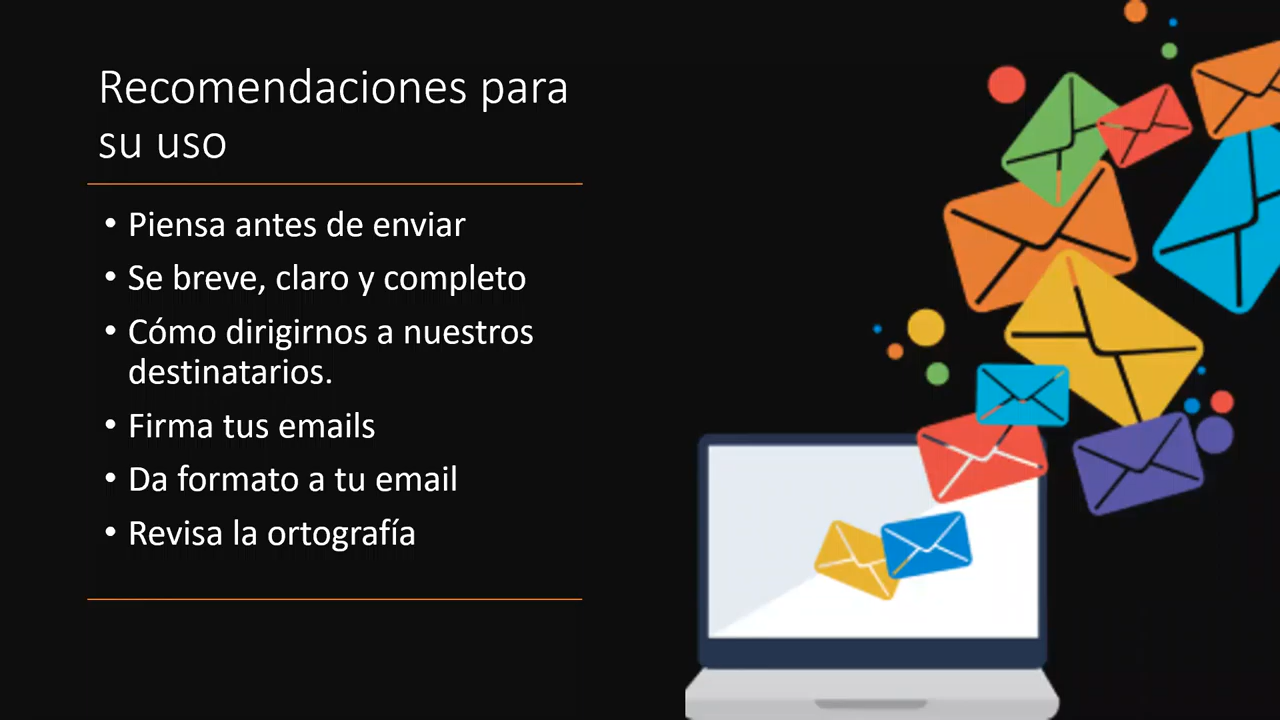 Recomendaciones para
su uso
• Piensa antes de enviar
• Se breve, claro y completo
• Cómo dirigirnos a nuestros
destinatarios.
• Firma tus emails
• Da formato a tu email
• Revisa la ortografía